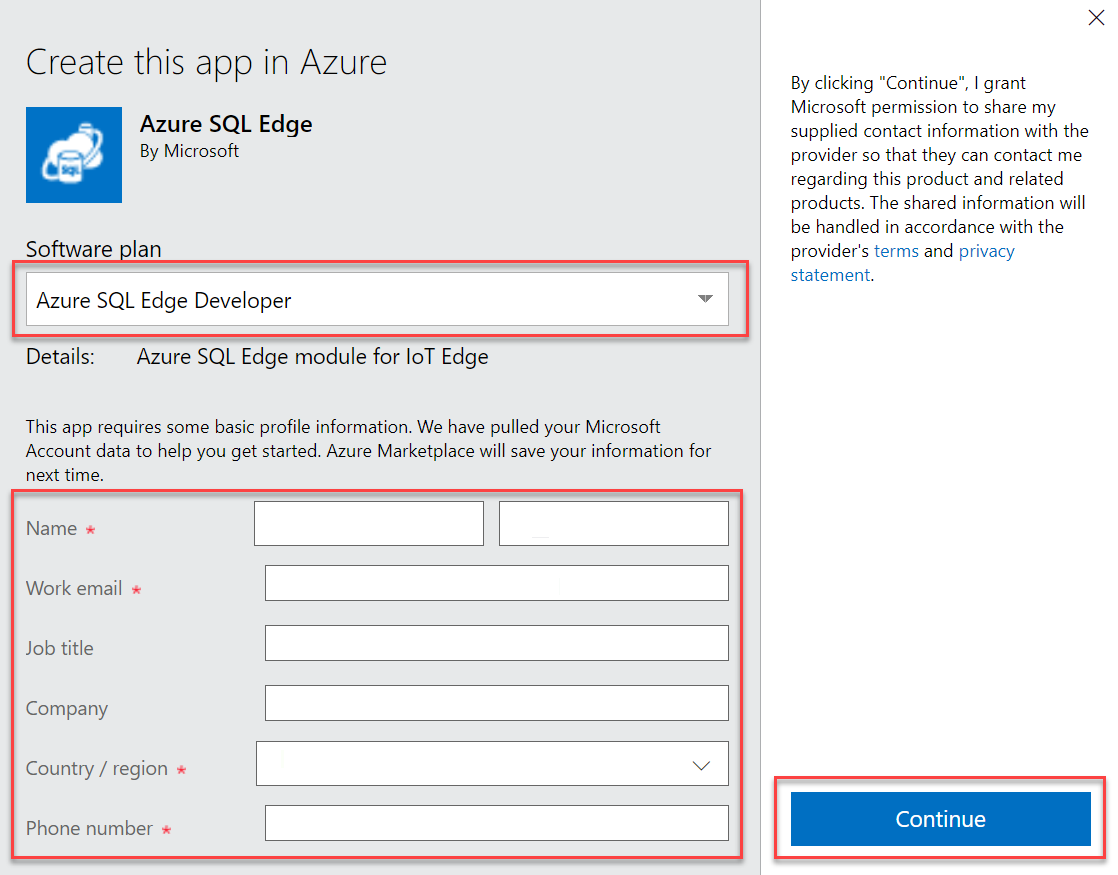 Create this app in Azure
SQL
Azure SQL Edge
By Microsoft
Software plan
Azure SQL Edge Developer
Details: Azure SQL Edge module for IoT Edge
This app requires some basic profile information. We have pulled your Microsoft
Account data to help you get started. Azure Marketplace will save your information for
next time.
Name *
Work email *
Job title
Company
Country / region *
Phone number *
By clicking "Continue", I grant
Microsoft permission to share my
supplied contact information with the
provider so that they can contact me
regarding this product and related
products. The shared information will
be handled in accordance with the
provider's terms and privacy
statement.
Continue